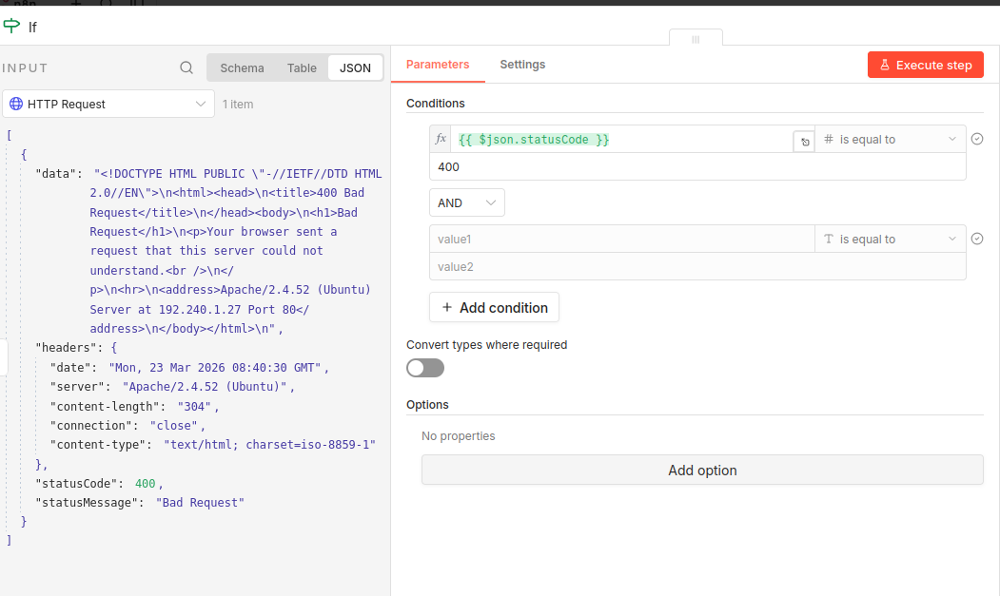 n8n
If
INPUT
Schema
Table
JSON
Parameters
Settings
Execute step
HTTP Request
1 item
[
{
"data": "<!DOCTYPE HTML PUBLIC \"-//IETF//DTD HTML
2.0//EN\">\n<html><head>\n<title>400 Bad
Request</title>\n</head><body>\n<h1>Bad
Request</h1>\n<p>Your browser sent a
request that this server could not
understand.<br />\n</
p>\n<hr>\n<address>Apache/2.4.52 (Ubuntu)
Server at 192.240.1.27 Port 80</
address>\n</body></html>\n",
"headers": {
"date": "Mon, 23 Mar 2026 08:40:30 GMT",
"server": "Apache/2.4.52 (Ubuntu)",
"content-length": "304",
"connection": "close",
"content-type": "text/html; charset=iso-8859-1"
},
"statusCode": 400,
"statusMessage": "Bad Request"
}
]
Conditions
fx {{ $json.statusCode }} # is equal to
400
AND
value1 T is equal to
value2
+ Add condition
Convert types where required
Options
No properties
Add option